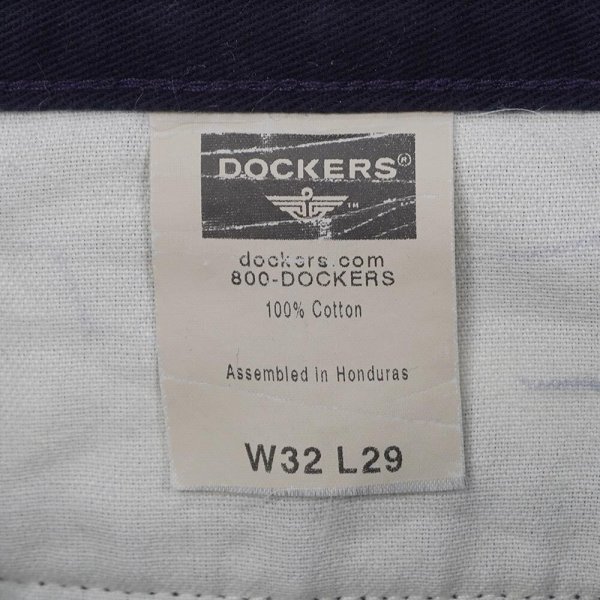 DOCKERS®
™
dockers.com
800-DOCKERS
100% Cotton
Assembled in Honduras
W32 L29